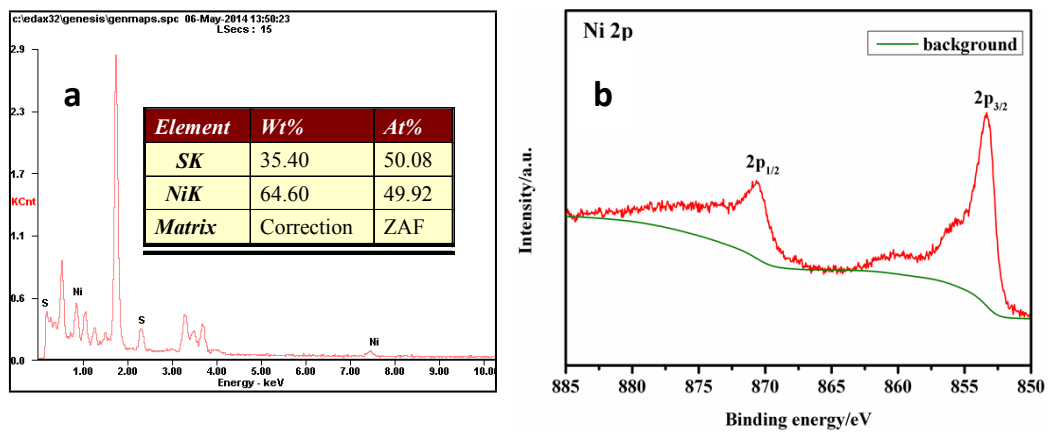 c:\edax32\genesis\genmaps.spc 06-May-2014 13:50:23
LSecs : 15
2.9
2.3
1.7
KCnt
1.1
0.6
0.0
a
Element Wt% At%
SK 35.40 50.08
NiK 64.60 49.92
Matrix Correction ZAF
S
Ni
S
Ni
1.00 2.00 3.00 4.00 5.00 6.00 7.00 8.00 9.00 10.00
Energy - keV
Ni 2p
background
b
2p3/2
2p1/2
Intensity/a.u.
885 880 875 870 865 860 855 850
Binding energy/eV